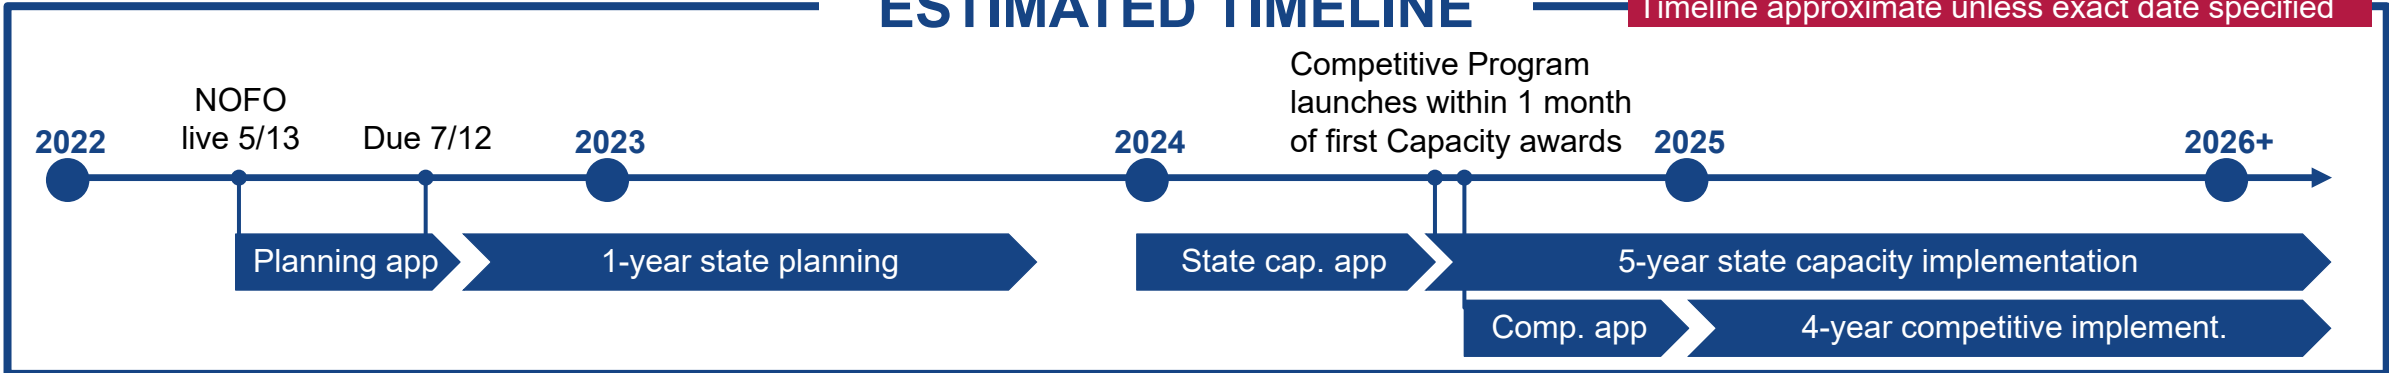 ESTIMATED TIMELINE
Timeline approximate unless exact date specified
NOFO
live 5/13
Due 7/12
Competitive Program
launches within 1 month
of first Capacity awards
2022
2023
2024
2025
2026+
Planning app
1-year state planning
State cap. app
5-year state capacity implementation
Comp. app
4-year competitive implement.